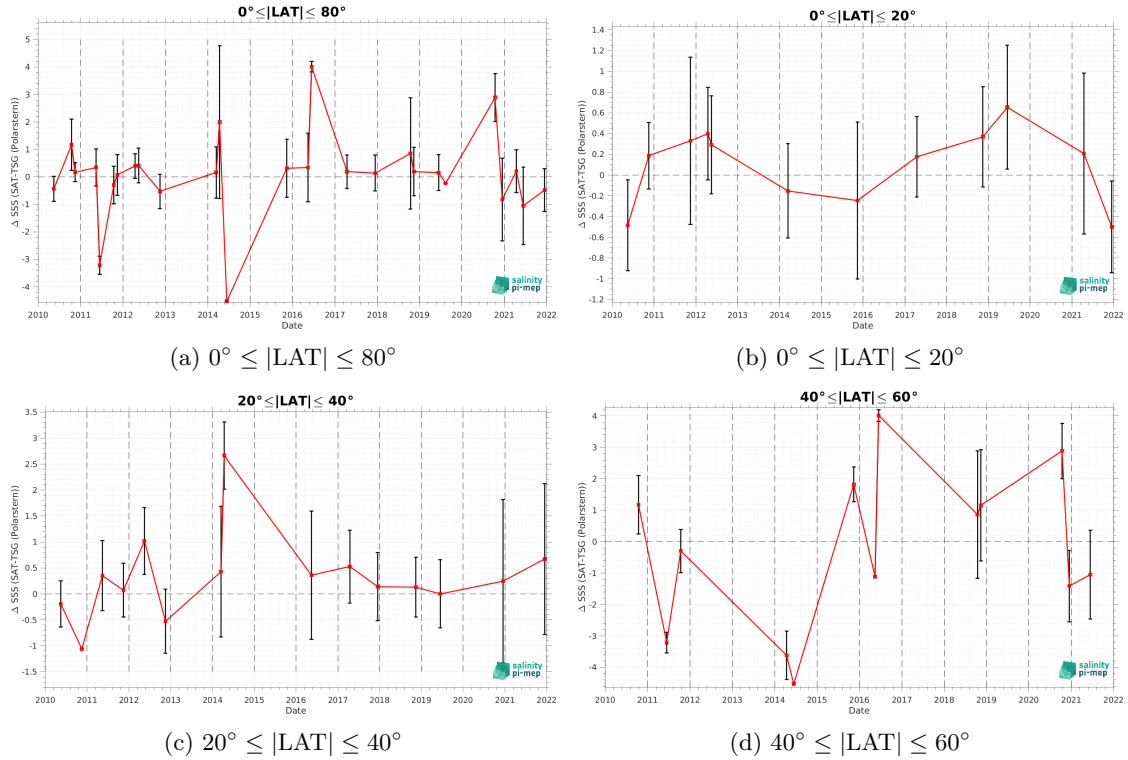 0°≤|LAT|≤ 80°
Δ SSS (SAT-TSG (Polarstern))
5
4
3
2
1
0
-1
-2
-3
-4
2010 2011 2012 2013 2014 2015 2016 2017 2018 2019 2020 2021 2022
Date
salinity
pi-mep
(a) 0° ≤ |LAT| ≤ 80°
0°≤|LAT|≤ 20°
Δ SSS (SAT-TSG (Polarstern))
1.4
1.2
1
0.8
0.6
0.4
0.2
0
-0.2
-0.4
-0.6
-0.8
-1
-1.2
2010 2011 2012 2013 2014 2015 2016 2017 2018 2019 2020 2021 2022
Date
salinity
pi-mep
(b) 0° ≤ |LAT| ≤ 20°
20°≤|LAT|≤ 40°
Δ SSS (SAT-TSG (Polarstern))
3.5
3
2.5
2
1.5
1
0.5
0
-0.5
-1
-1.5
2010 2011 2012 2013 2014 2015 2016 2017 2018 2019 2020 2021 2022
Date
salinity
pi-mep
(c) 20° ≤ |LAT| ≤ 40°
40°≤|LAT|≤ 60°
Δ SSS (SAT-TSG (Polarstern))
4
3
2
1
0
-1
-2
-3
-4
2010 2011 2012 2013 2014 2015 2016 2017 2018 2019 2020 2021 2022
Date
salinity
pi-mep
(d) 40° ≤ |LAT| ≤ 60°